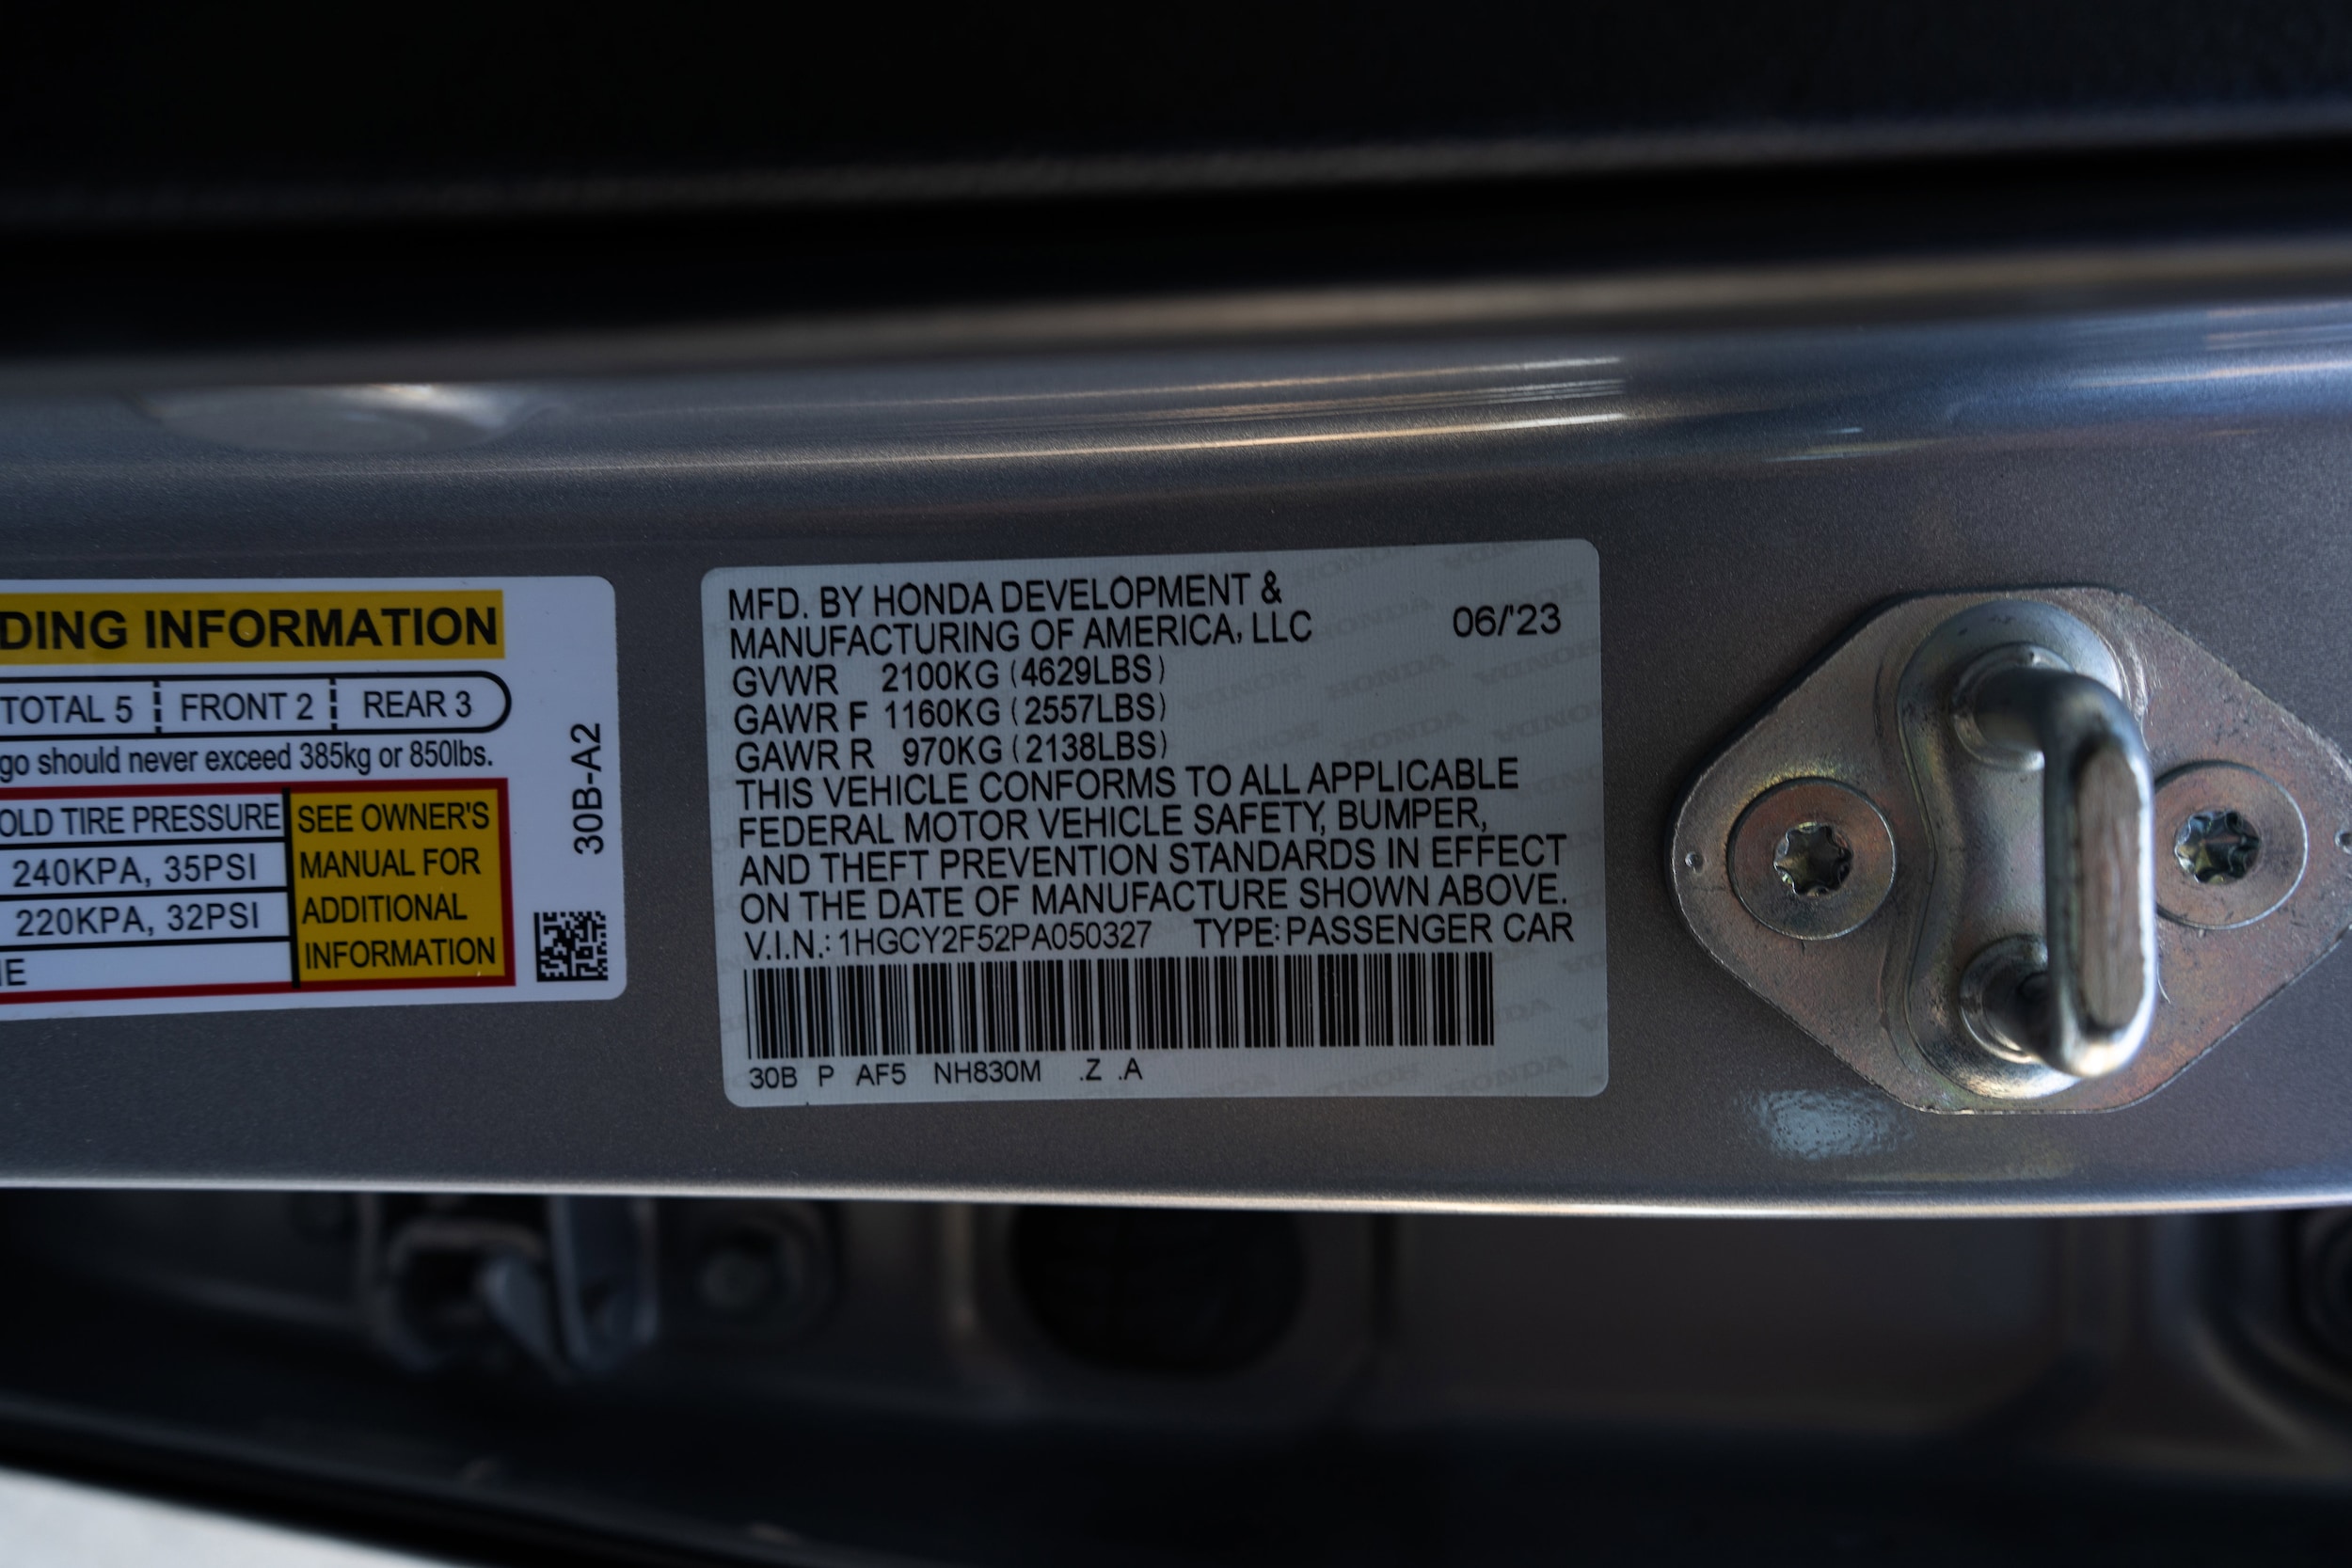 DING INFORMATION
TOTAL 5 FRONT 2 REAR 3
go should never exceed 385kg or 850lbs.
OLD TIRE PRESSURE
240KPA, 35PSI
220KPA, 32PSI
IE
SEE OWNER'S
MANUAL FOR
ADDITIONAL
INFORMATION
30B-A2
MFD. BY HONDA DEVELOPMENT &
MANUFACTURING OF AMERICA, LLC 06/'23
GVWR 2100KG (4629LBS)
GAWR F 1160KG (2557LBS)
GAWR R 970KG (2138LBS)
THIS VEHICLE CONFORMS TO ALL APPLICABLE
FEDERAL MOTOR VEHICLE SAFETY, BUMPER,
AND THEFT PREVENTION STANDARDS IN EFFECT
ON THE DATE OF MANUFACTURE SHOWN ABOVE.
V.I.N.: 1HGCY2F52PA050327 TYPE: PASSENGER CAR
30B P AF5 NH830M .Z .A